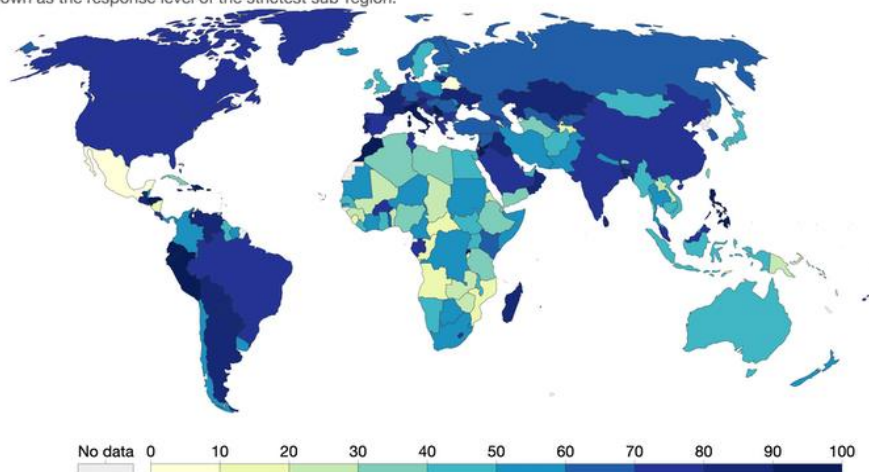 own as the response level of the strictest sub-region.
No data 0 10 20 30 40 50 60 70 80 90 100